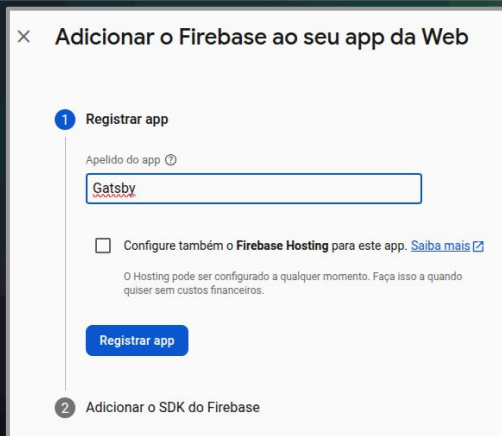 Adicionar o Firebase ao seu app da Web
1 Registrar app
Apelido do app
Gatsby
Configure também o Firebase Hosting para este app. Saiba mais
O Hosting pode ser configurado a qualquer momento. Faça isso a quando
quiser sem custos financeiros.
Registrar app
2 Adicionar o SDK do Firebase